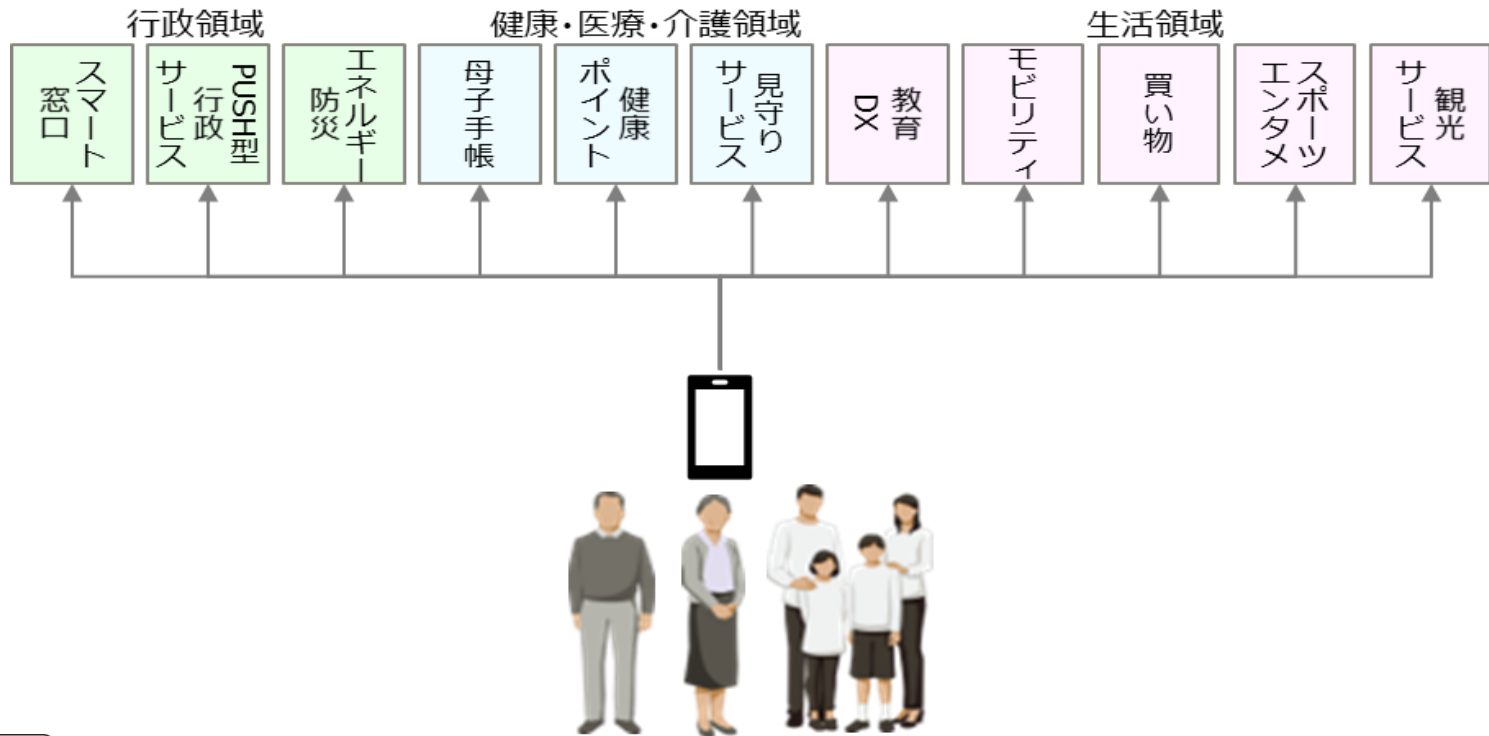 行政領域
健康・医療・介護領域
生活領域
スマート
窓口
PUSH型
行政
サービス
エネルギー
防災
母子手帳
健康
ポイント
見守り
サービス
教育
DX
モビリティ
買い物
スポーツ
エンタメ
観光
サービス